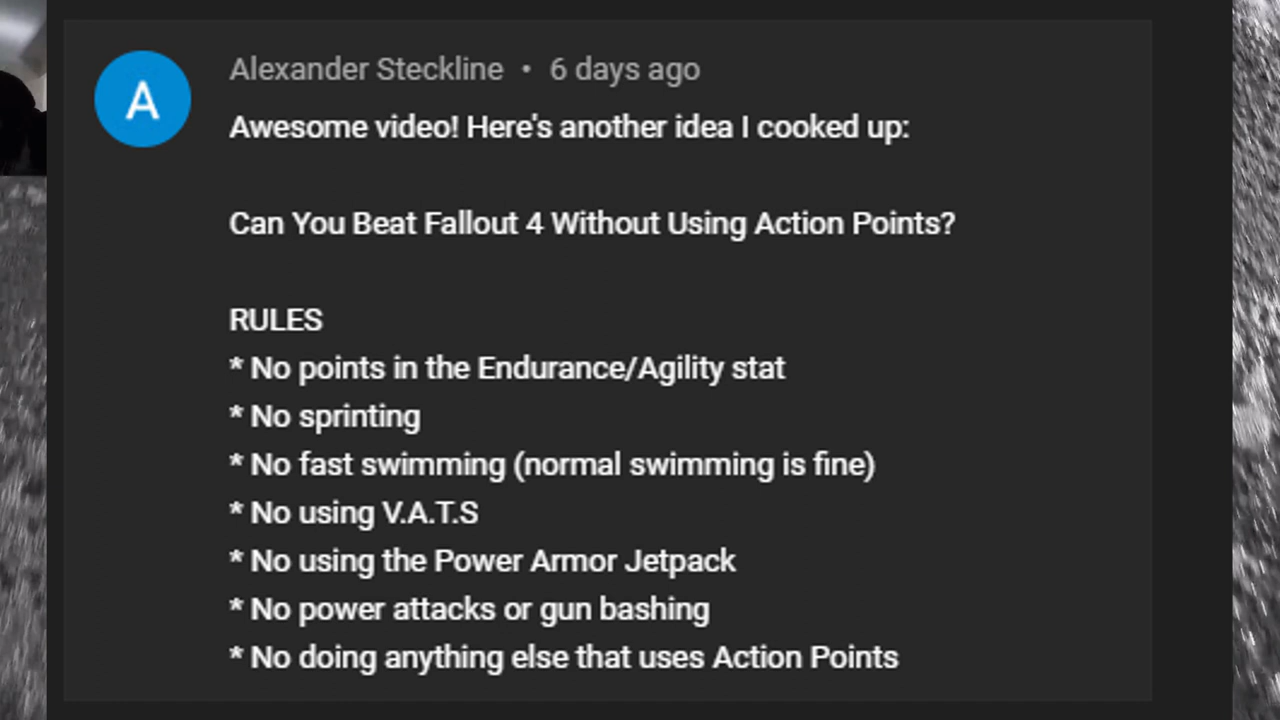 A
Alexander Steckline • 6 days ago
Awesome video! Here's another idea I cooked up:
Can You Beat Fallout 4 Without Using Action Points?
RULES
* No points in the Endurance/Agility stat
* No sprinting
* No fast swimming (normal swimming is fine)
* No using V.A.T.S
* No using the Power Armor Jetpack
* No power attacks or gun bashing
* No doing anything else that uses Action Points